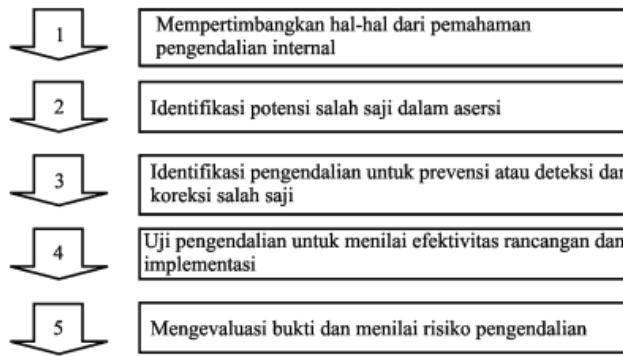 1
Mempertimbangkan hal-hal dari pemahaman
pengendalian internal
2
Identifikasi potensi salah saji dalam asersi
3
Identifikasi pengendalian untuk prevensi atau deteksi dan
koreksi salah saji
4
Uji pengendalian untuk menilai efektivitas rancangan dan
implementasi
5
Mengevaluasi bukti dan menilai risiko pengendalian